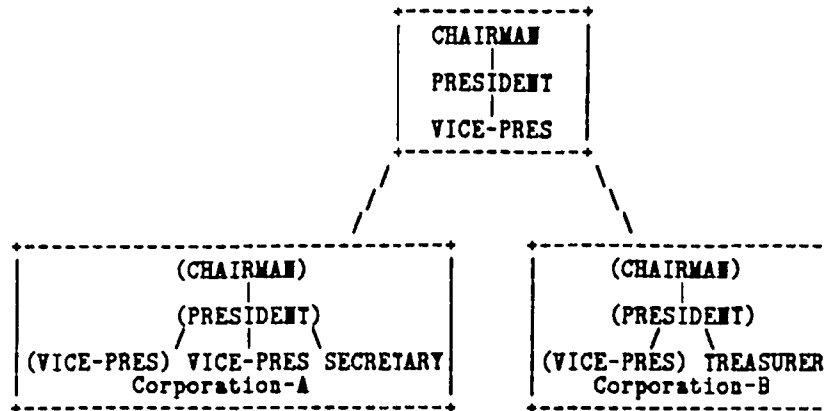 CHAIRMAN
PRESIDENT
VICE-PRES
(CHAIRMAN)
(PRESIDENT)
(VICE-PRES) VICE-PRES SECRETARY
Corporation-A
(CHAIRMAN)
(PRESIDENT)
(VICE-PRES) TREASURER
Corporation-B